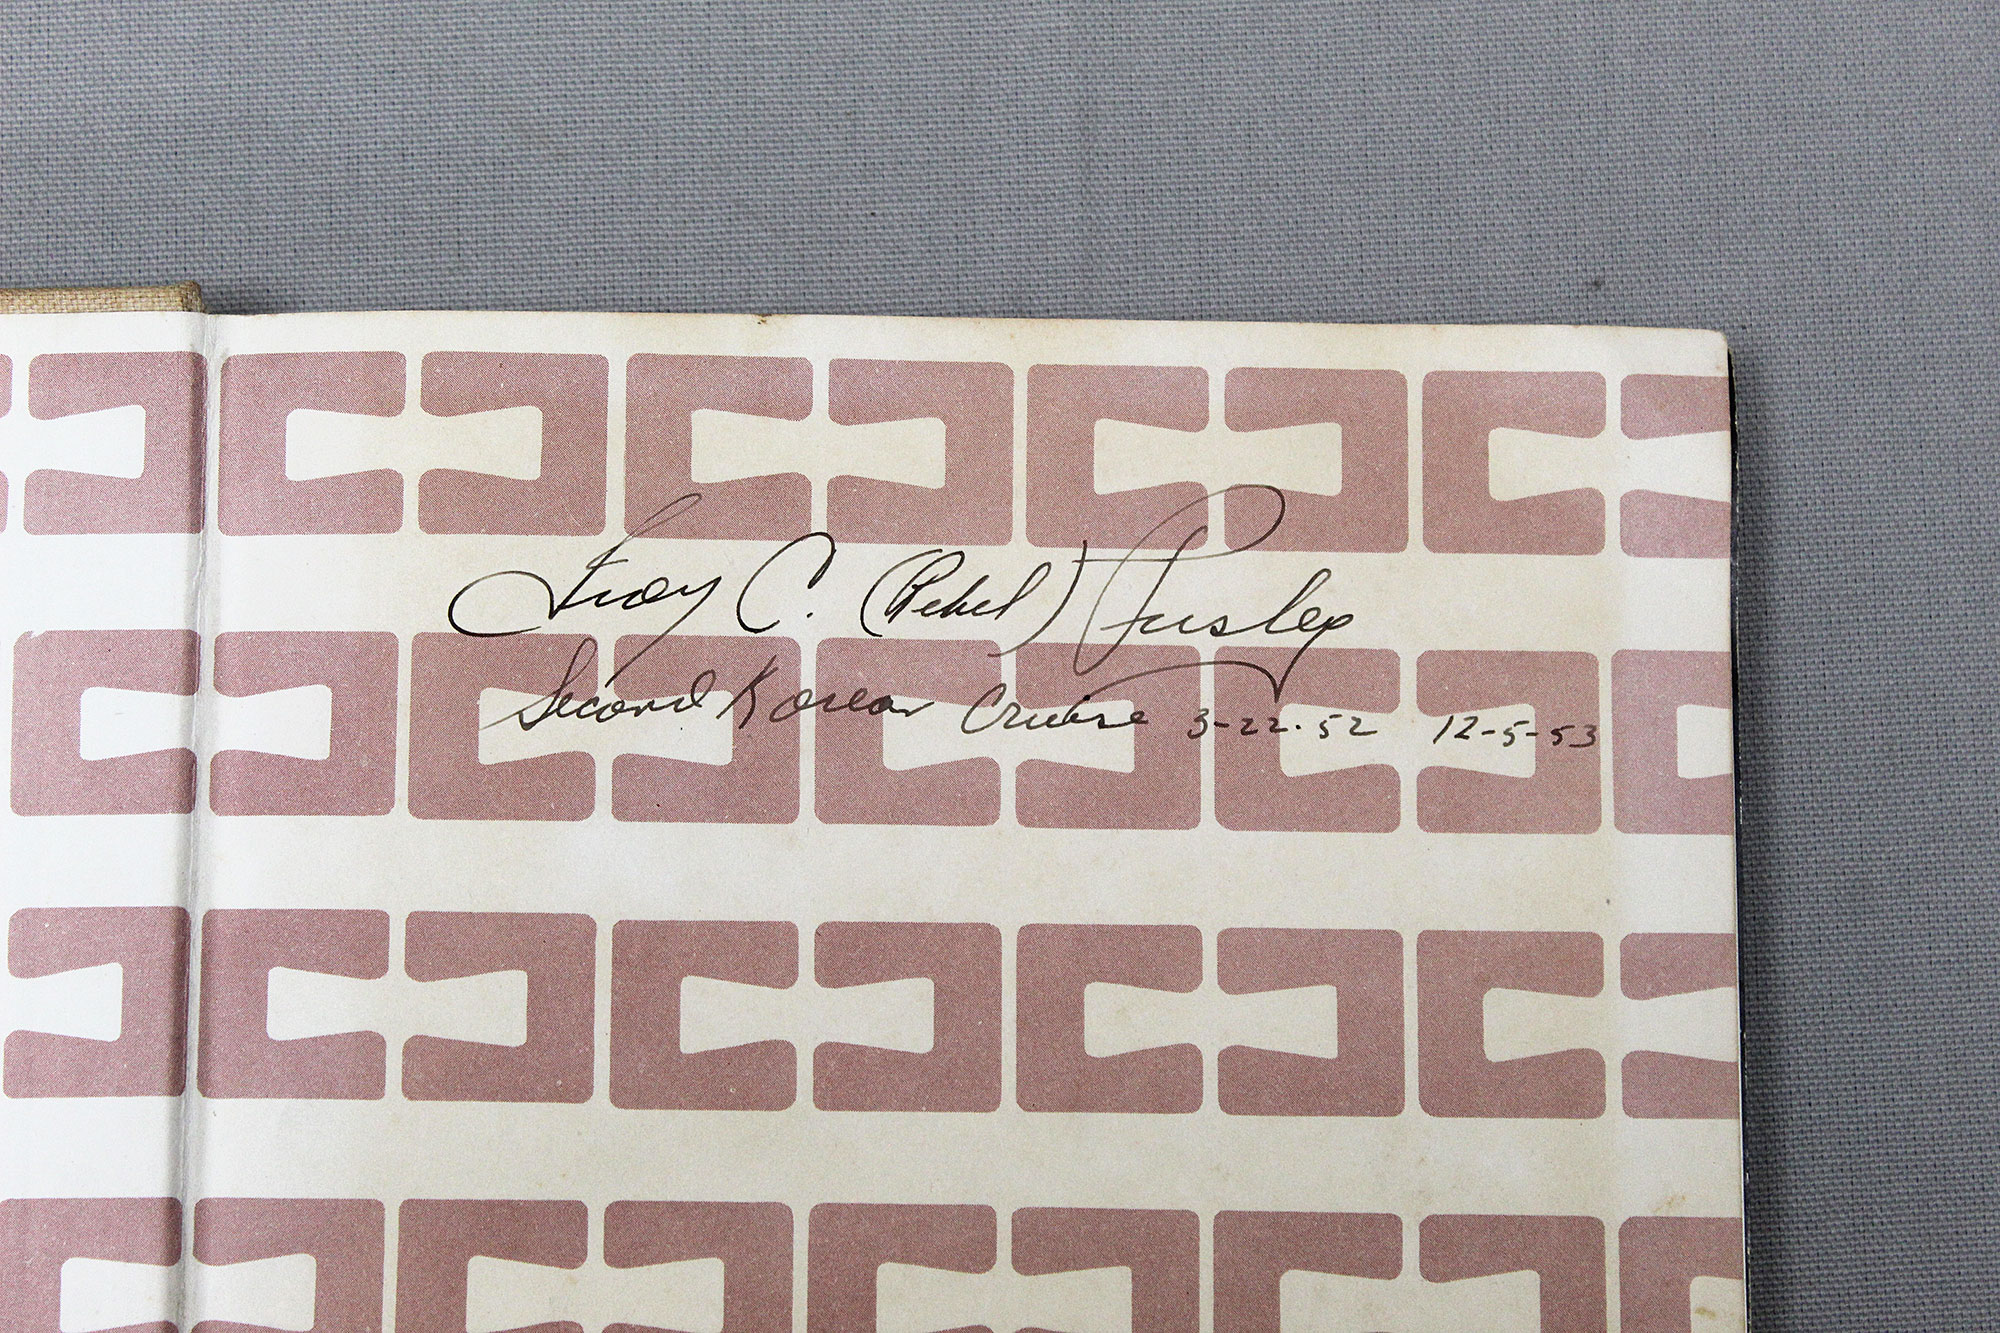 Troy C. (Rebel) Pursley
Second Korean Cruise 3-22-52 12-5-53